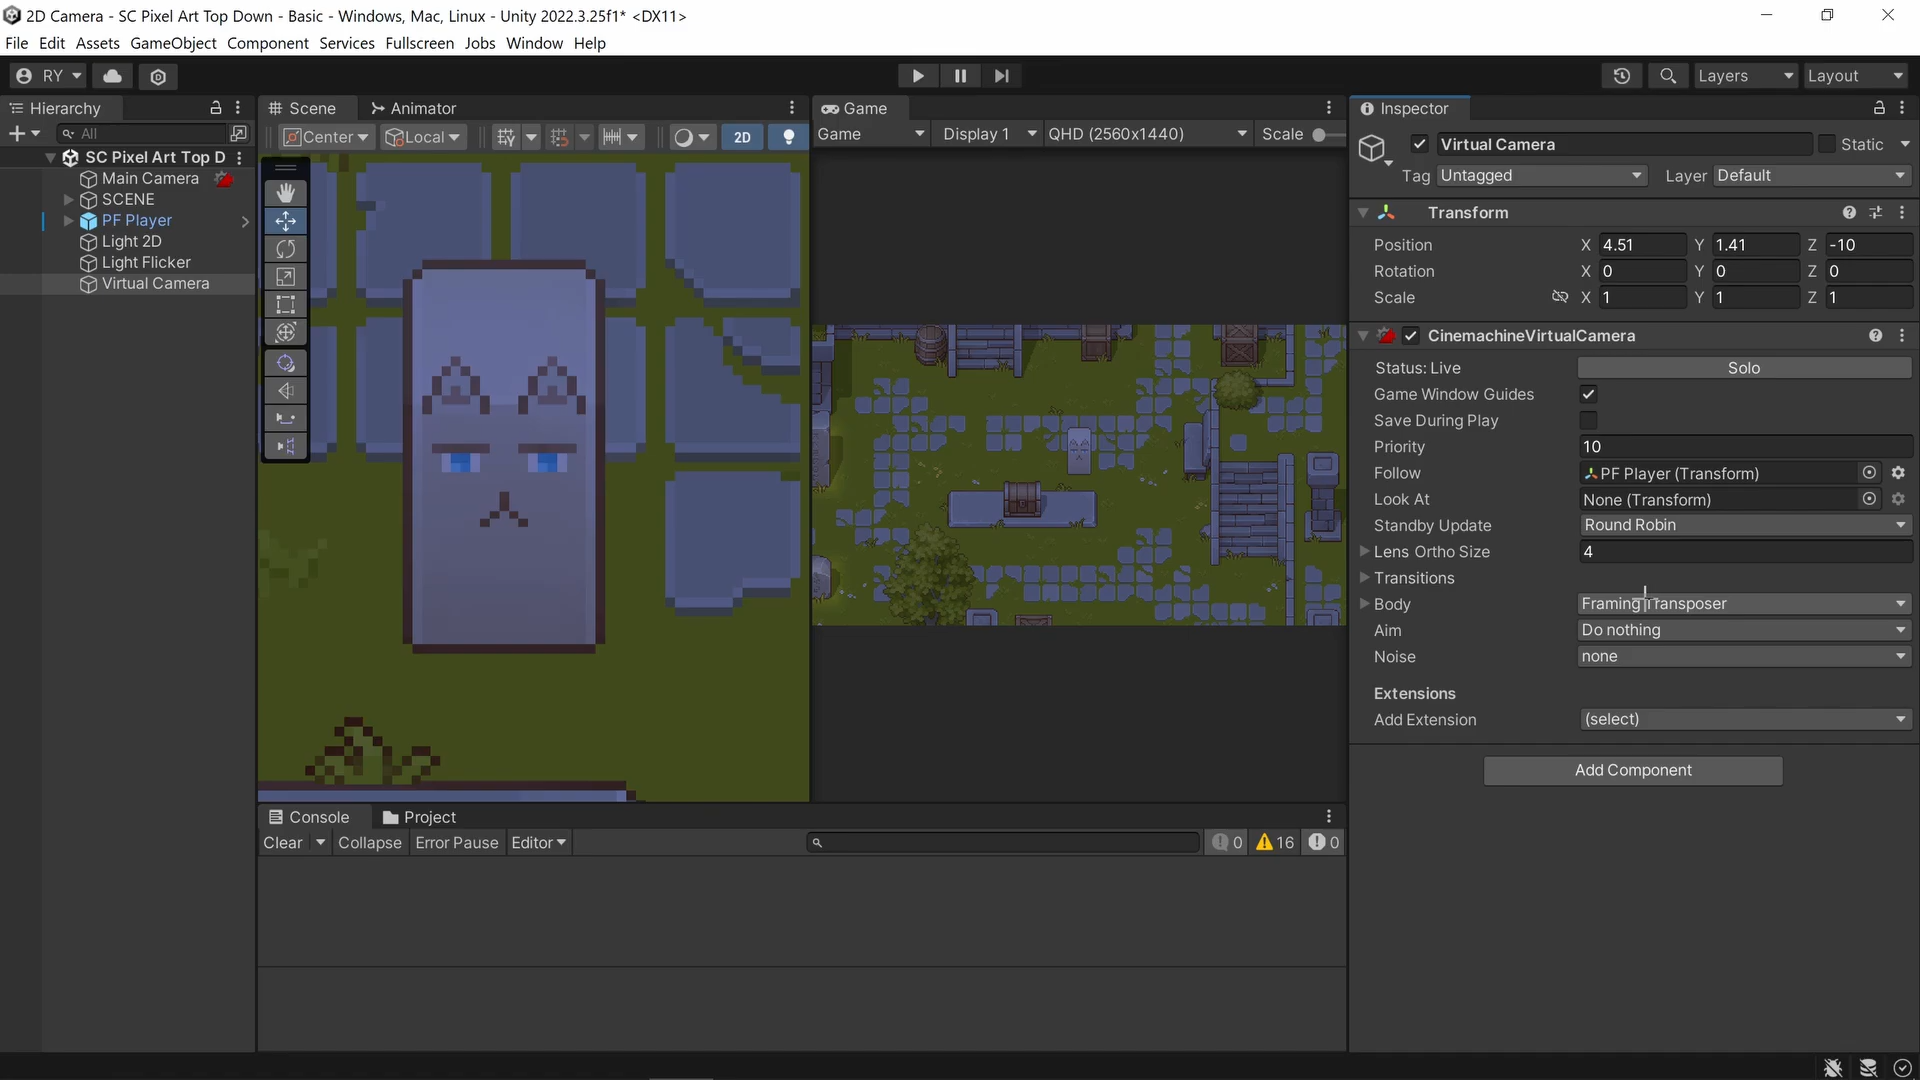 2D Camera - SC Pixel Art Top Down - Basic - Windows, Mac, Linux - Unity 2022.3.25f1* <DX11>
File Edit Assets GameObject Component Services Fullscreen Jobs Window Help
RY Layers Layout
Hierarchy
All
SC Pixel Art Top D
Main Camera
SCENE
PF Player
Light 2D
Light Flicker
Virtual Camera
Scene Animator
Center Local 2D
Game
Game Display 1 QHD (2560x1440) Scale
Inspector
Virtual Camera Static
Tag Untagged Layer Default
Transform
Position X 4.51 Y 1.41 Z -10
Rotation X 0 Y 0 Z 0
Scale X 1 Y 1 Z 1
CinemachineVirtualCamera
Status: Live Solo
Game Window Guides
Save During Play
Priority 10
Follow PF Player (Transform)
Look At None (Transform)
Standby Update Round Robin
Lens Ortho Size 4
Transitions
Body Framing Transposer
Aim Do nothing
Noise none
Extensions
Add Extension (select)
Add Component
Console Project
Clear Collapse Error Pause Editor 0 16 0